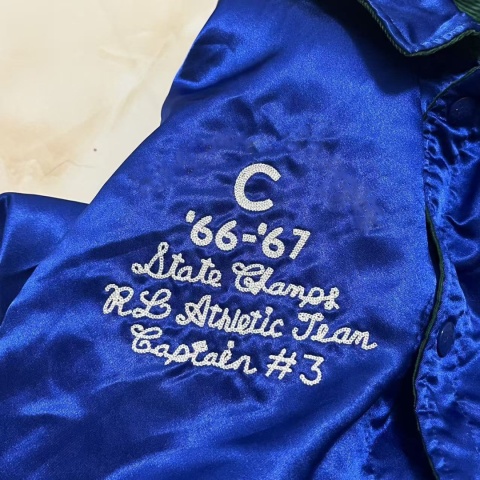 C
'66-'67
State Champs
RL Athletic Team
Captain #3